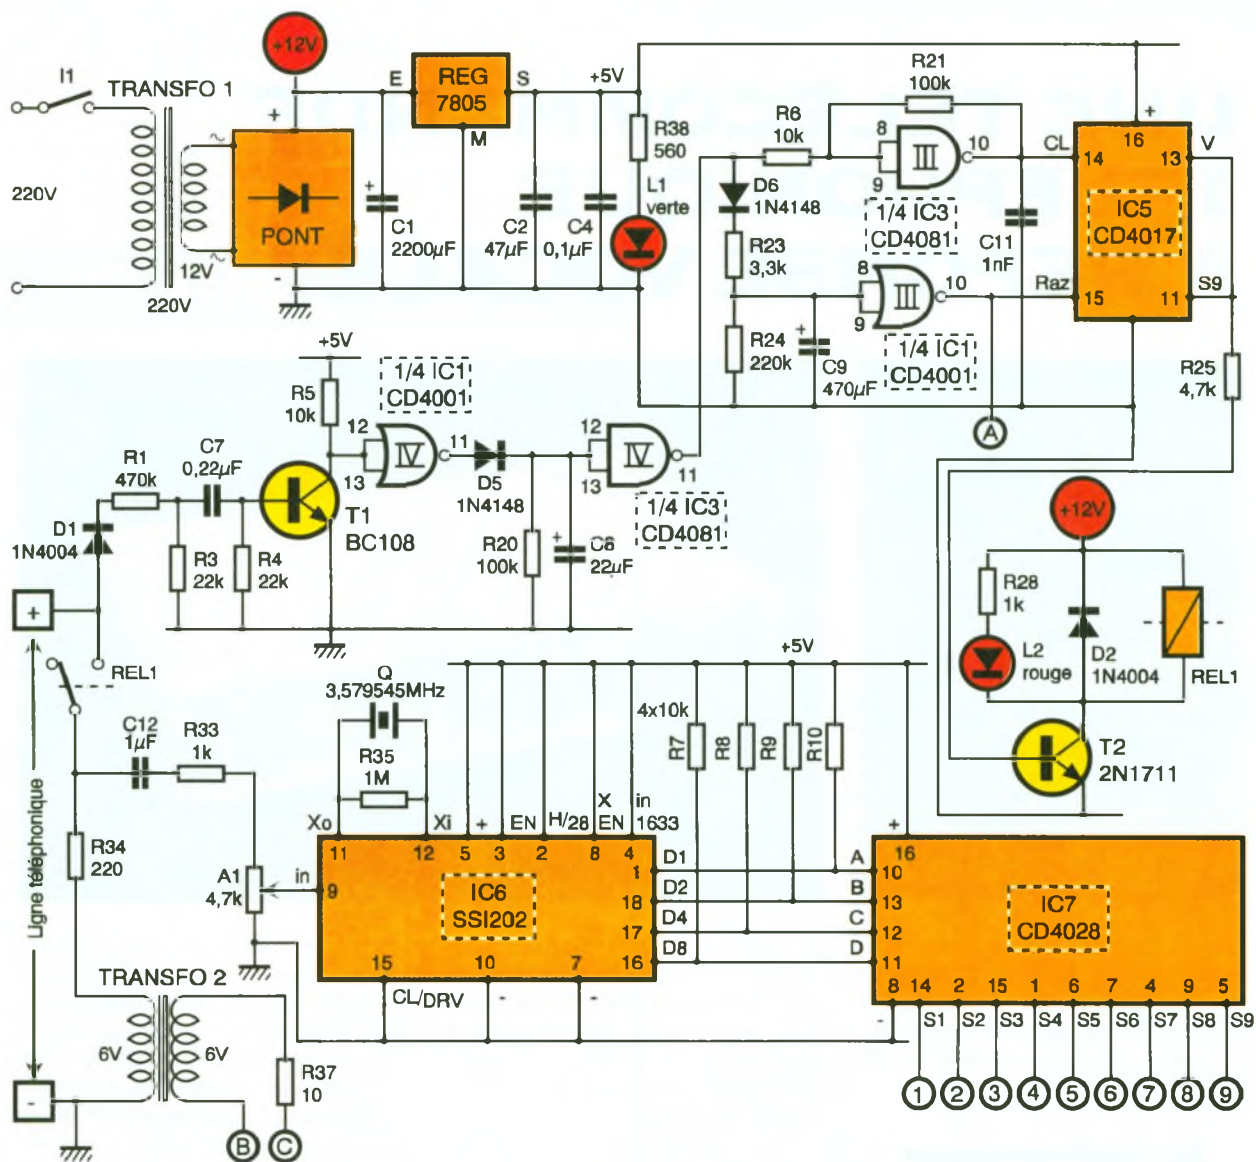 I1
TRANSFO 1
220V
12V
220V
+12V
+
~
~
PONT
-
E
REG
7805
S
M
+
C1
2200µF
C2
47µF
C4
0,1µF
+5V
R38
560
L1
verte
R21
100k
R6
10k
8
9
III
10
1/4 IC3
CD4081
D6
1N4148
R23
3,3k
R24
220k
+
C9
470µF
8
9
III
10
1/4 IC1
CD4001
C11
1nF
A
CL
14
16
+
13
V
IC5
CD4017
Raz
15
11
S9
R25
4,7k
+5V
R5
10k
1/4 IC1
CD4001
12
13
IV
11
D5
1N4148
R20
100k
+
C8
22µF
12
13
IV
11
1/4 IC3
CD4081
R1
470k
C7
0,22µF
D1
1N4004
R3
22k
R4
22k
T1
BC108
+
REL1
Ligne téléphonique
-
C12
1µF
R33
1k
R34
220
A1
4,7k
TRANSFO 2
6V
6V
R37
10
B
C
+12V
R28
1k
L2
rouge
D2
1N4004
REL1
T2
2N1711
Q
3,579545MHz
R35
1M
Xo
Xi
+
EN
H/28
X
EN
in
1633
11
12
5
3
2
8
4
in
9
IC6
SSI202
1
18
17
16
15
10
7
CL/DRV
-
-
+5V
4x10k
R7
R8
R9
R10
D1
D2
D4
D8
A
B
C
D
+
16
10
13
12
11
IC7
CD4028
8
14
2
15
1
6
7
4
9
5
-
S1
S2
S3
S4
S5
S6
S7
S8
S9
1
2
3
4
5
6
7
8
9